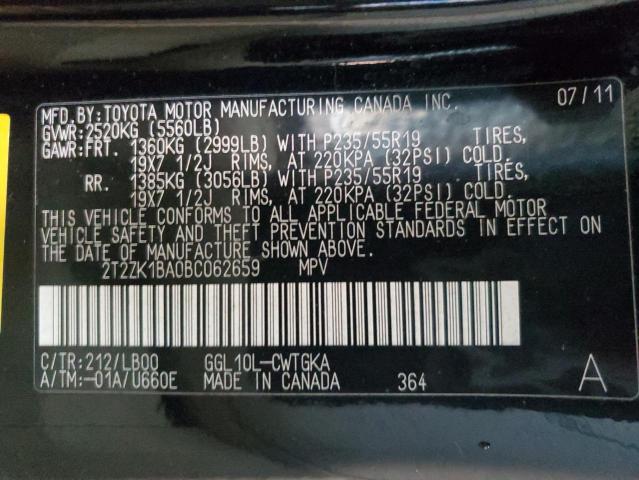 MFD.BY:TOYOTA MOTOR MANUFACTURING CANADA INC. 07/11
GVWR:2520KG (5560LB)
GAWR:FRT. 1360KG (2999LB) WITH P235/55R19 TIRES,
19X7 1/2J RIMS, AT 220KPA (32PSI) COLD.
RR. 1385KG (3056LB) WITH P235/55R19 TIRES,
19X7 1/2J RIMS, AT 220KPA (32PSI) COLD.
THIS VEHICLE CONFORMS TO ALL APPLICABLE FEDERAL MOTOR
VEHICLE SAFETY AND THEFT PREVENTION STANDARDS IN EFFECT ON
THE DATE OF MANUFACTURE SHOWN ABOVE.
2T2ZK1BA0BC062659 MPV
C/TR:212/LB00 GGL10L-CWTGKA
A/TM:-01A/U660E MADE IN CANADA 364 A